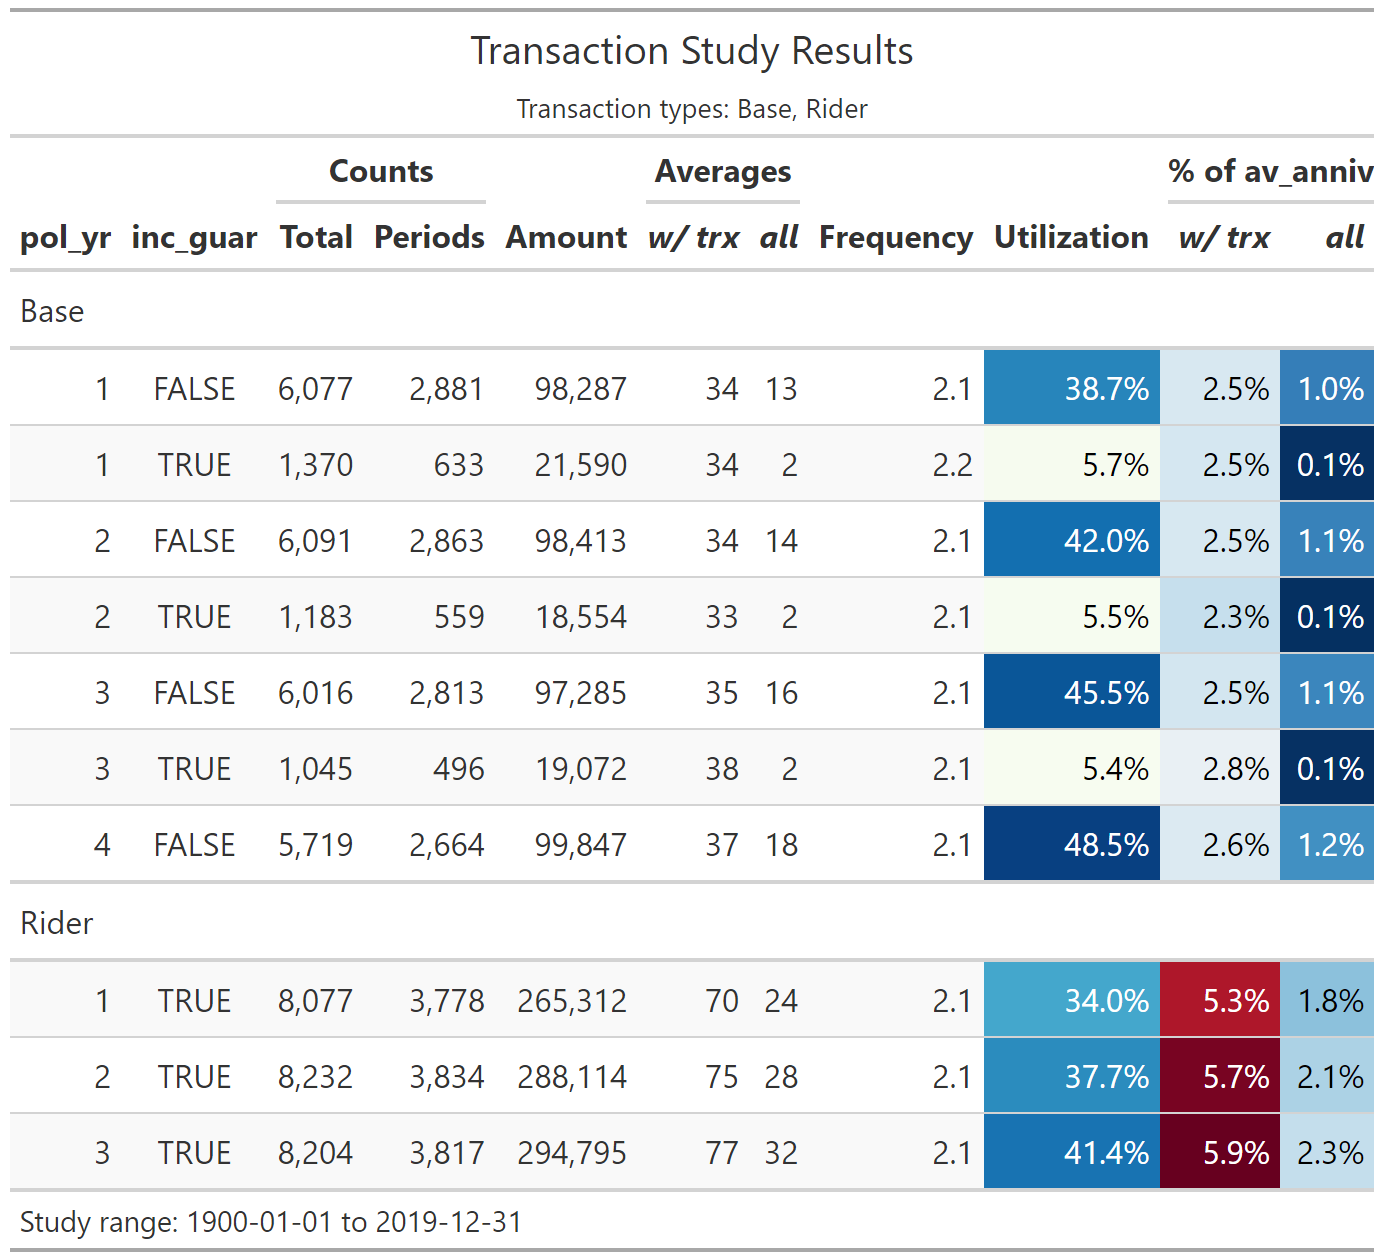 Transaction Study Results
Transaction types: Base, Rider
Counts Averages % of av_anniv
pol_yr inc_guar Total Periods Amount w/ trx all Frequency Utilization w/ trx all
Base
1 FALSE 6,077 2,881 98,287 34 13 2.1 38.7% 2.5% 1.0%
1 TRUE 1,370 633 21,590 34 2 2.2 5.7% 2.5% 0.1%
2 FALSE 6,091 2,863 98,413 34 14 2.1 42.0% 2.5% 1.1%
2 TRUE 1,183 559 18,554 33 2 2.1 5.5% 2.3% 0.1%
3 FALSE 6,016 2,813 97,285 35 16 2.1 45.5% 2.5% 1.1%
3 TRUE 1,045 496 19,072 38 2 2.1 5.4% 2.8% 0.1%
4 FALSE 5,719 2,664 99,847 37 18 2.1 48.5% 2.6% 1.2%
Rider
1 TRUE 8,077 3,778 265,312 70 24 2.1 34.0% 5.3% 1.8%
2 TRUE 8,232 3,834 288,114 75 28 2.1 37.7% 5.7% 2.1%
3 TRUE 8,204 3,817 294,795 77 32 2.1 41.4% 5.9% 2.3%
Study range: 1900-01-01 to 2019-12-31